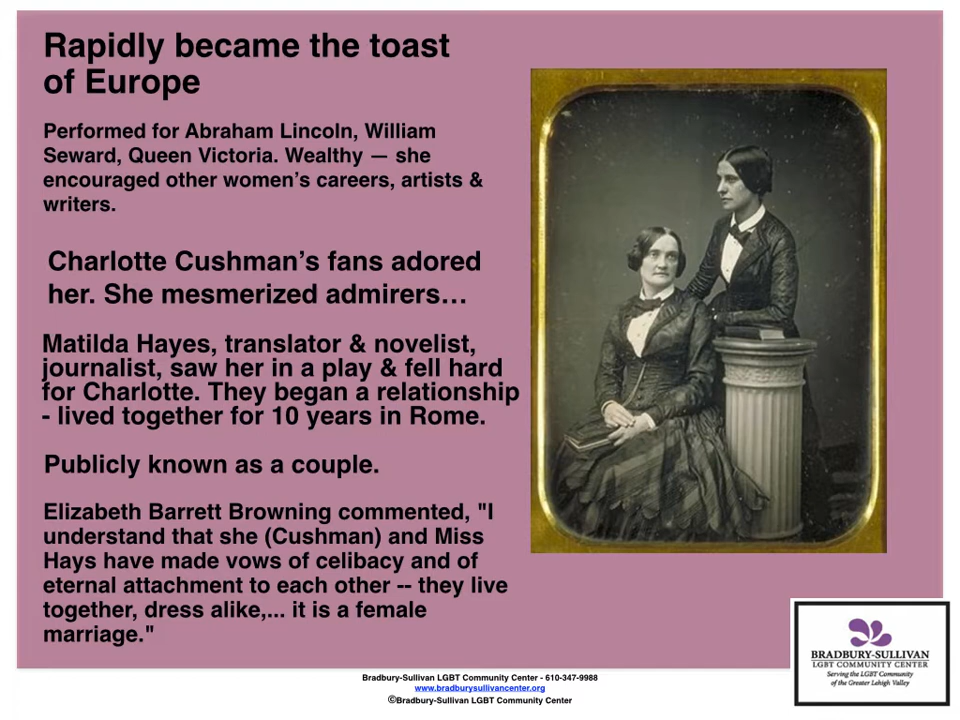 Rapidly became the toast
of Europe
Performed for Abraham Lincoln, William
Seward, Queen Victoria. Wealthy — she
encouraged other women's careers, artists &
writers.
Charlotte Cushman's fans adored
her. She mesmerized admirers…
Matilda Hayes, translator & novelist,
journalist, saw her in a play & fell hard
for Charlotte. They began a relationship
- lived together for 10 years in Rome.
Publicly known as a couple.
Elizabeth Barrett Browning commented, "I
understand that she (Cushman) and Miss
Hays have made vows of celibacy and of
eternal attachment to each other -- they live
together, dress alike,... it is a female
marriage."
BRADBURY-SULLIVAN
LGBT COMMUNITY CENTER
Serving the LGBT Community
of the Greater Lehigh Valley
Bradbury-Sullivan LGBT Community Center - 610-347-9988
www.bradburysullivancenter.org
©Bradbury-Sullivan LGBT Community Center